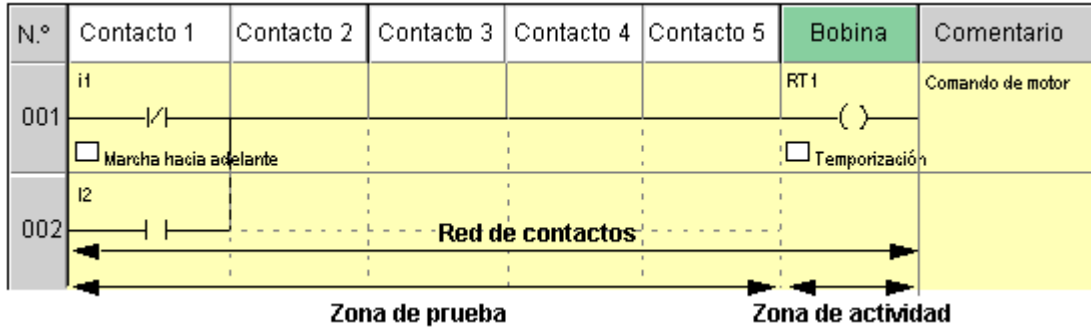 N.° Contacto 1 Contacto 2 Contacto 3 Contacto 4 Contacto 5 Bobina Comentario
i1 RT1 Comando de motor
001
Marcha hacia adelante Temporización
I2
002
Red de contactos
Zona de prueba Zona de actividad